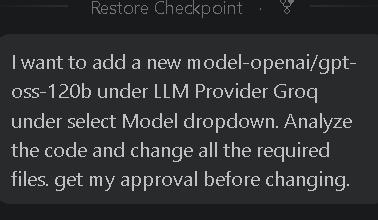 Restore Checkpoint ·
I want to add a new model-openai/gpt-
oss-120b under LLM Provider Groq
under select Model dropdown. Analyze
the code and change all the required
files. get my approval before changing.